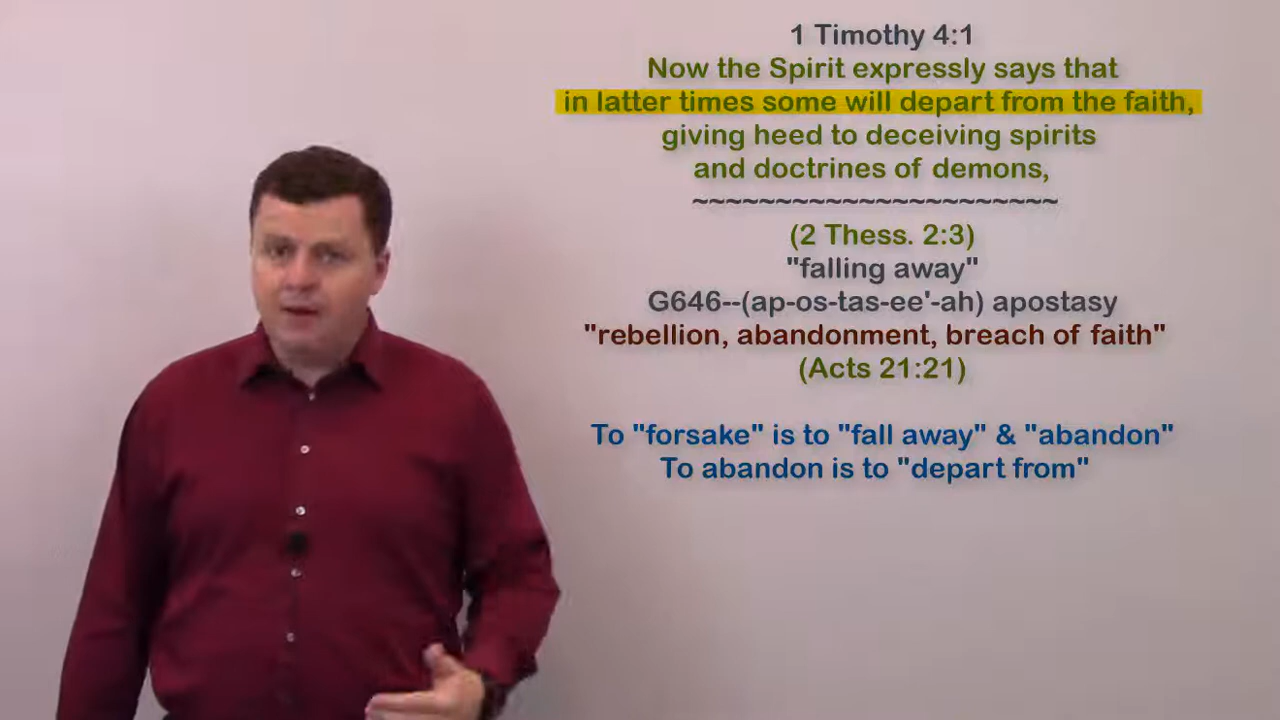 1 Timothy 4:1
Now the Spirit expressly says that
in latter times some will depart from the faith,
giving heed to deceiving spirits
and doctrines of demons,
~~~~~~~~~~~~~~~~~~~~~~
(2 Thess. 2:3)
"falling away"
G646--(ap-os-tas-ee'-ah) apostasy
"rebellion, abandonment, breach of faith"
(Acts 21:21)
To "forsake" is to "fall away" & "abandon"
To abandon is to "depart from"